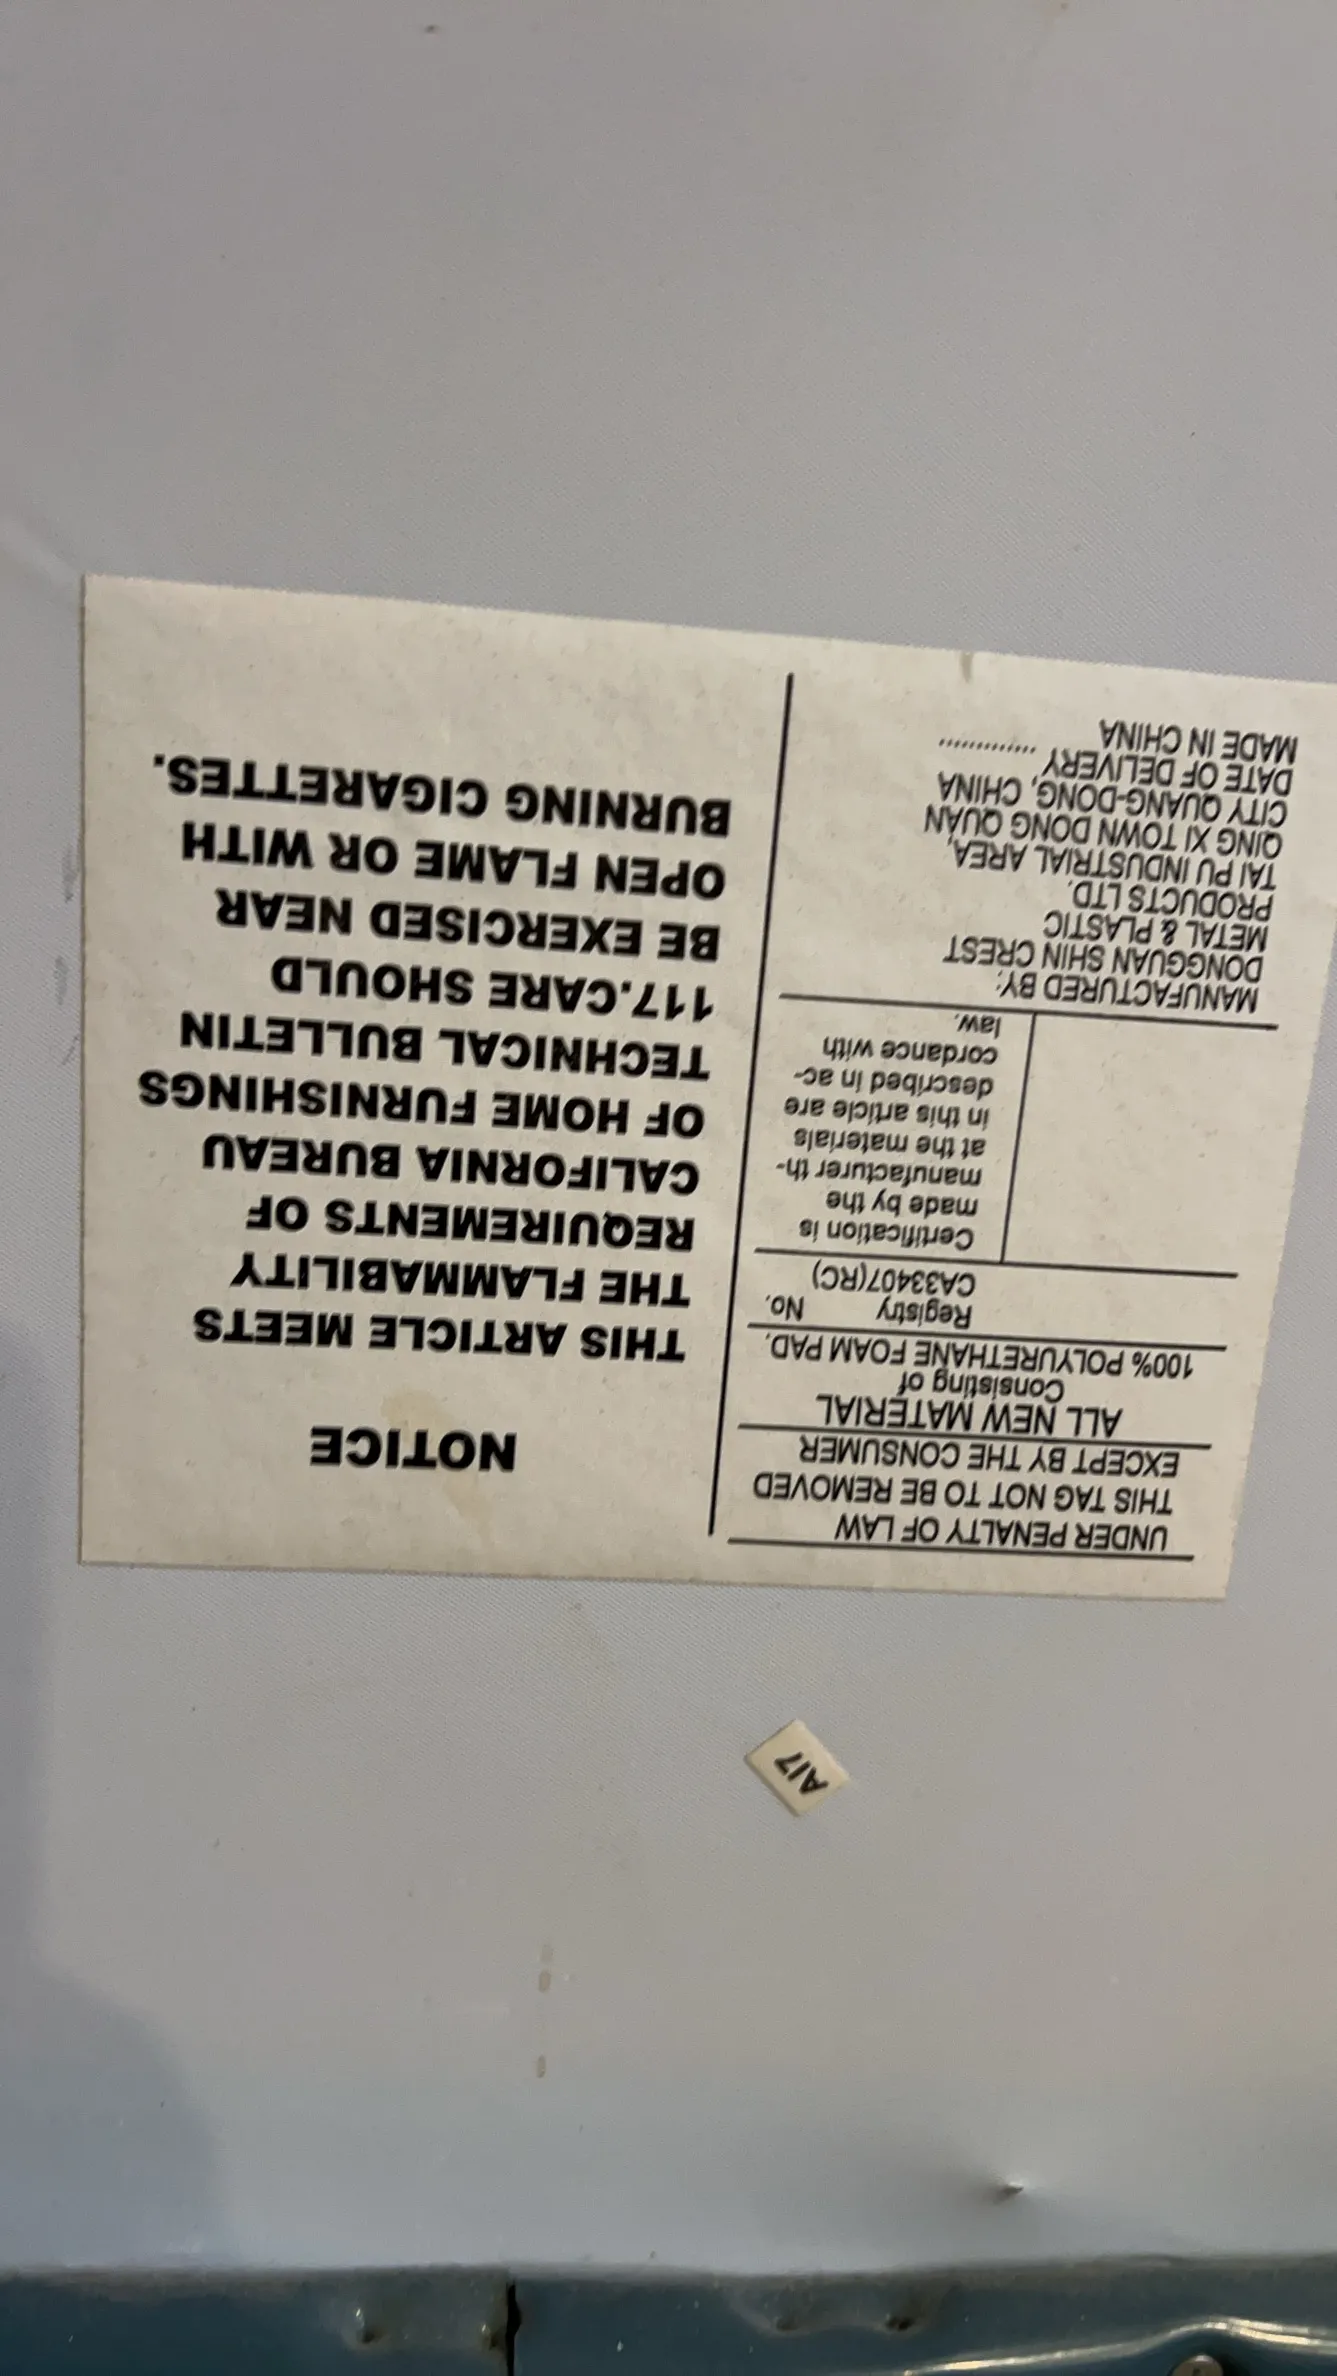 UNDER PENALTY OF LAW
THIS TAG NOT TO BE REMOVED
EXCEPT BY THE CONSUMER
ALL NEW MATERIAL
Consisting of
100% POLYURETHANE FOAM PAD.
Registry No.
CA33407(RC)
Certification is
made by the
manufacturer th-
at the materials
in this article are
described in ac-
cordance with
law.
MANUFACTURED BY:
DONGGUAN SHIN CREST
METAL & PLASTIC
PRODUCTS LTD.
TAI PU INDUSTRIAL AREA,
QING XI TOWN DONG QUAN
CITY QUANG-DONG, CHINA
DATE OF DELIVERY .............
MADE IN CHINA
NOTICE
THIS ARTICLE MEETS
THE FLAMMABILITY
REQUIREMENTS OF
CALIFORNIA BUREAU
OF HOME FURNISHINGS
TECHNICAL BULLETIN
117.CARE SHOULD
BE EXERCISED NEAR
OPEN FLAME OR WITH
BURNING CIGARETTES.
A17